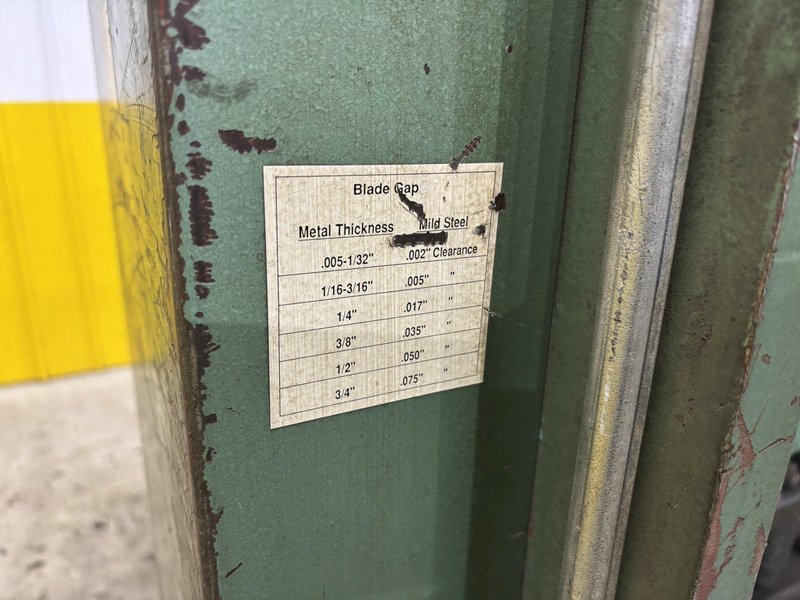 Blade Gap
Metal Thickness Mild Steel
.005-1/32" .002" Clearance
1/16-3/16" .005" "
1/4" .017" "
3/8" .035" "
1/2" .050" "
3/4" .075" "